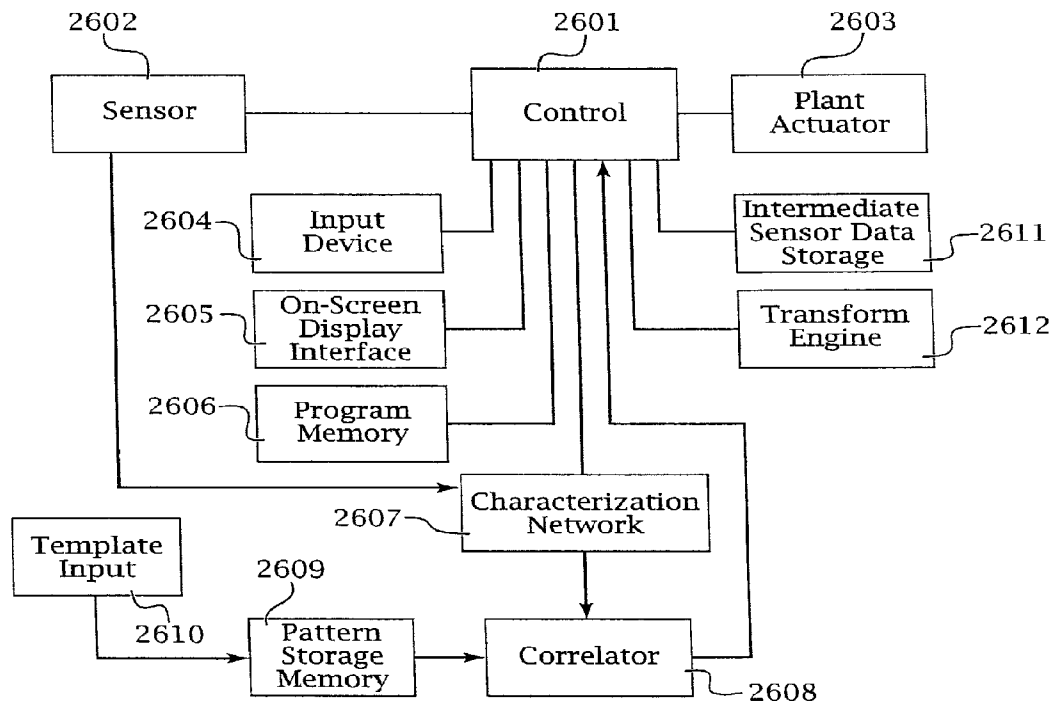 2602
2601
2603
Sensor
Control
Plant
Actuator
2604
Input
Device
Intermediate
Sensor Data
Storage
2611
2605
On-Screen
Display
Interface
Transform
Engine
2612
2606
Program
Memory
Characterization
Network
2607
Template
Input
2610
2609
Pattern
Storage
Memory
Correlator
2608